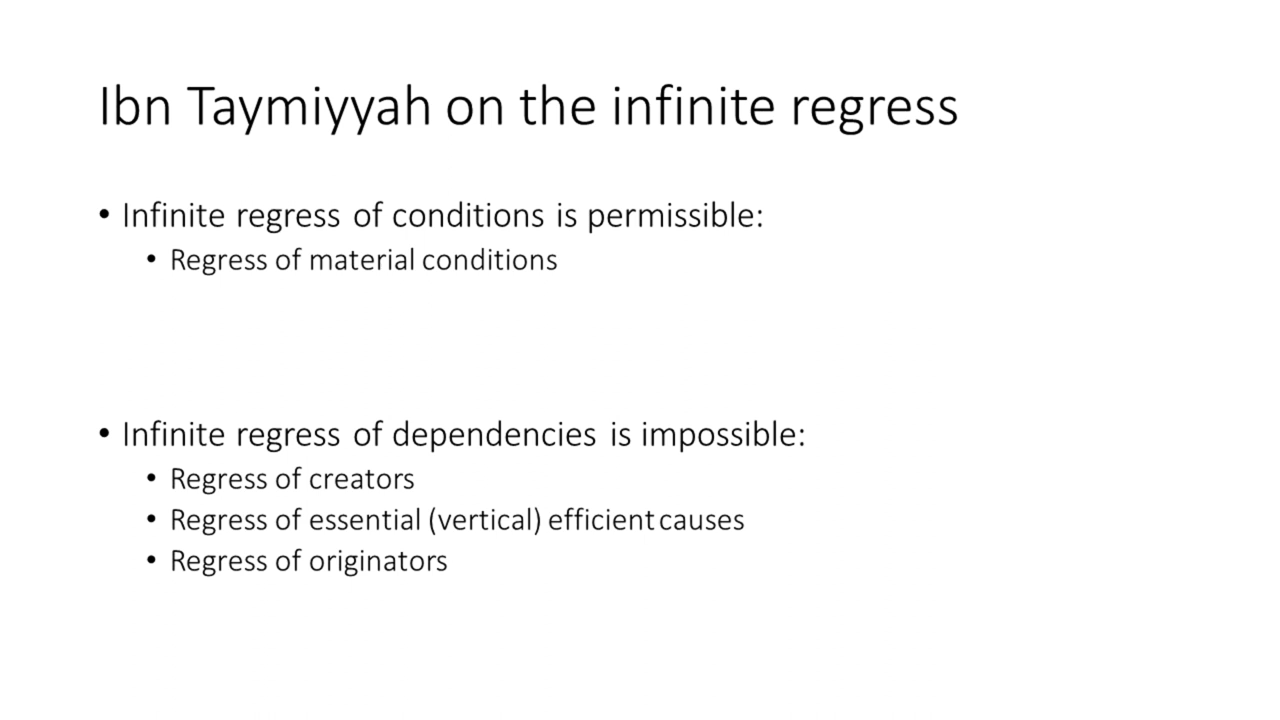 Ibn Taymiyyah on the infinite regress
• Infinite regress of conditions is permissible:
• Regress of material conditions
• Infinite regress of dependencies is impossible:
• Regress of creators
• Regress of essential (vertical) efficient causes
• Regress of originators